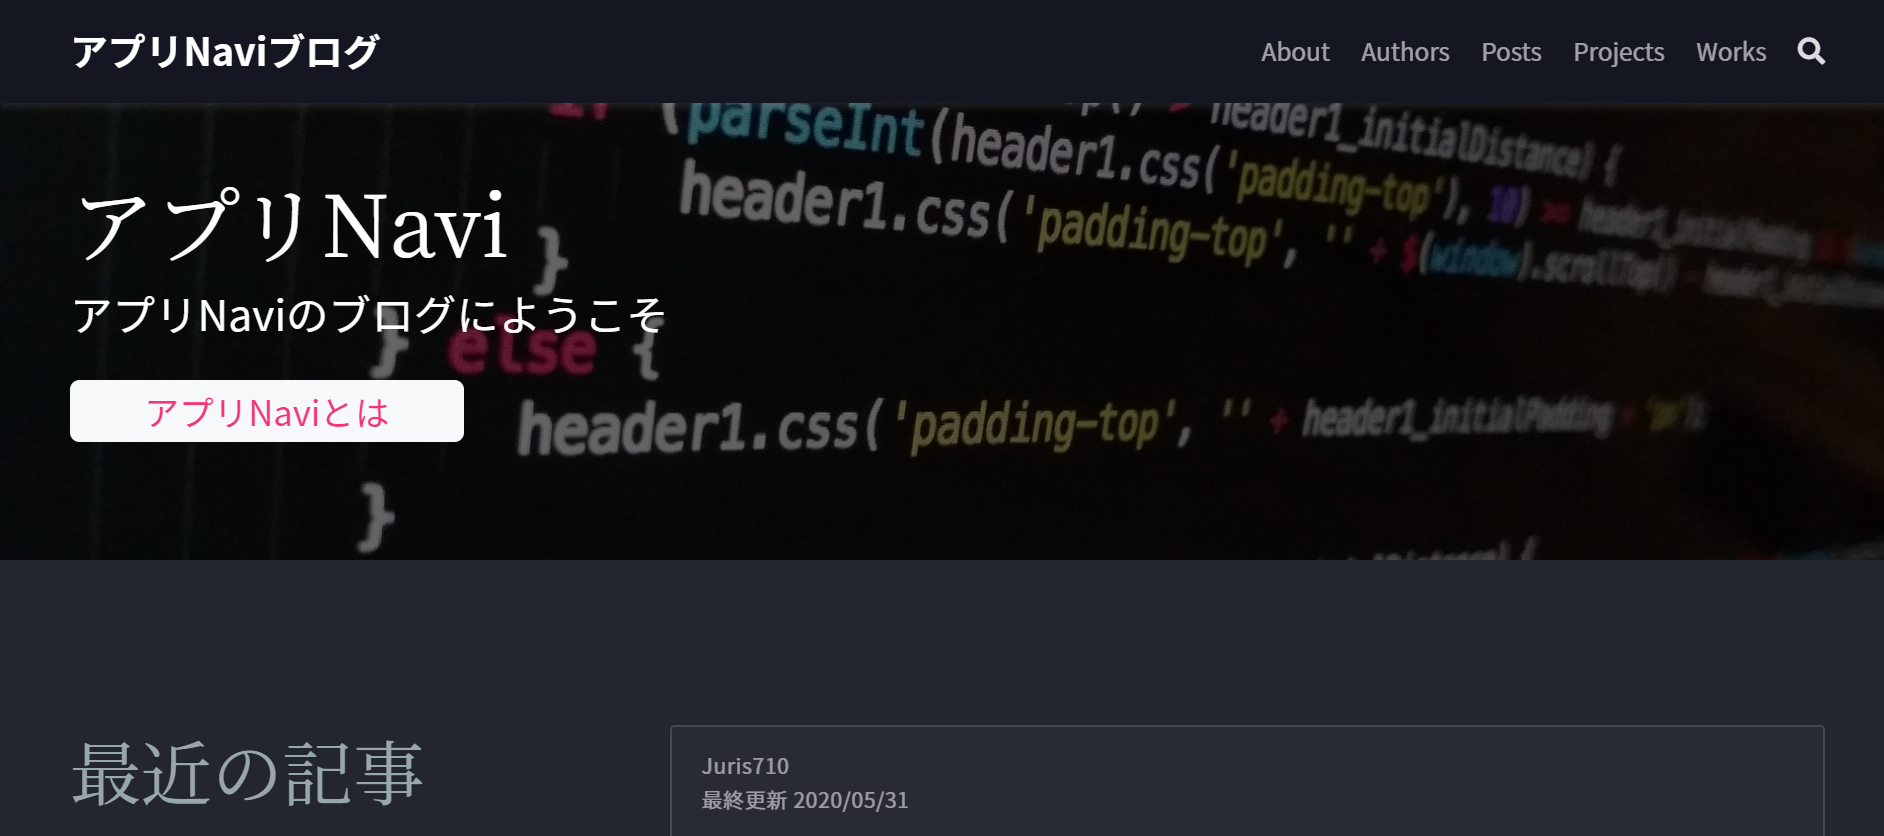 アプリNaviブログ
About Authors Posts Projects Works
if (parseInt(header1.css('padding-top'), 10) > header1_initialPadding
header1_initialDistance) {
header1.css('padding-top', '' + $(window).scrollTop() - header1_initialDistance
アプリNavi
}
アプリNaviのブログにようこそ
} else {
アプリNaviとは
header1.css('padding-top', '' + header1_initialPadding + 'px');
}
最近の記事
Juris710
最終更新 2020/05/31